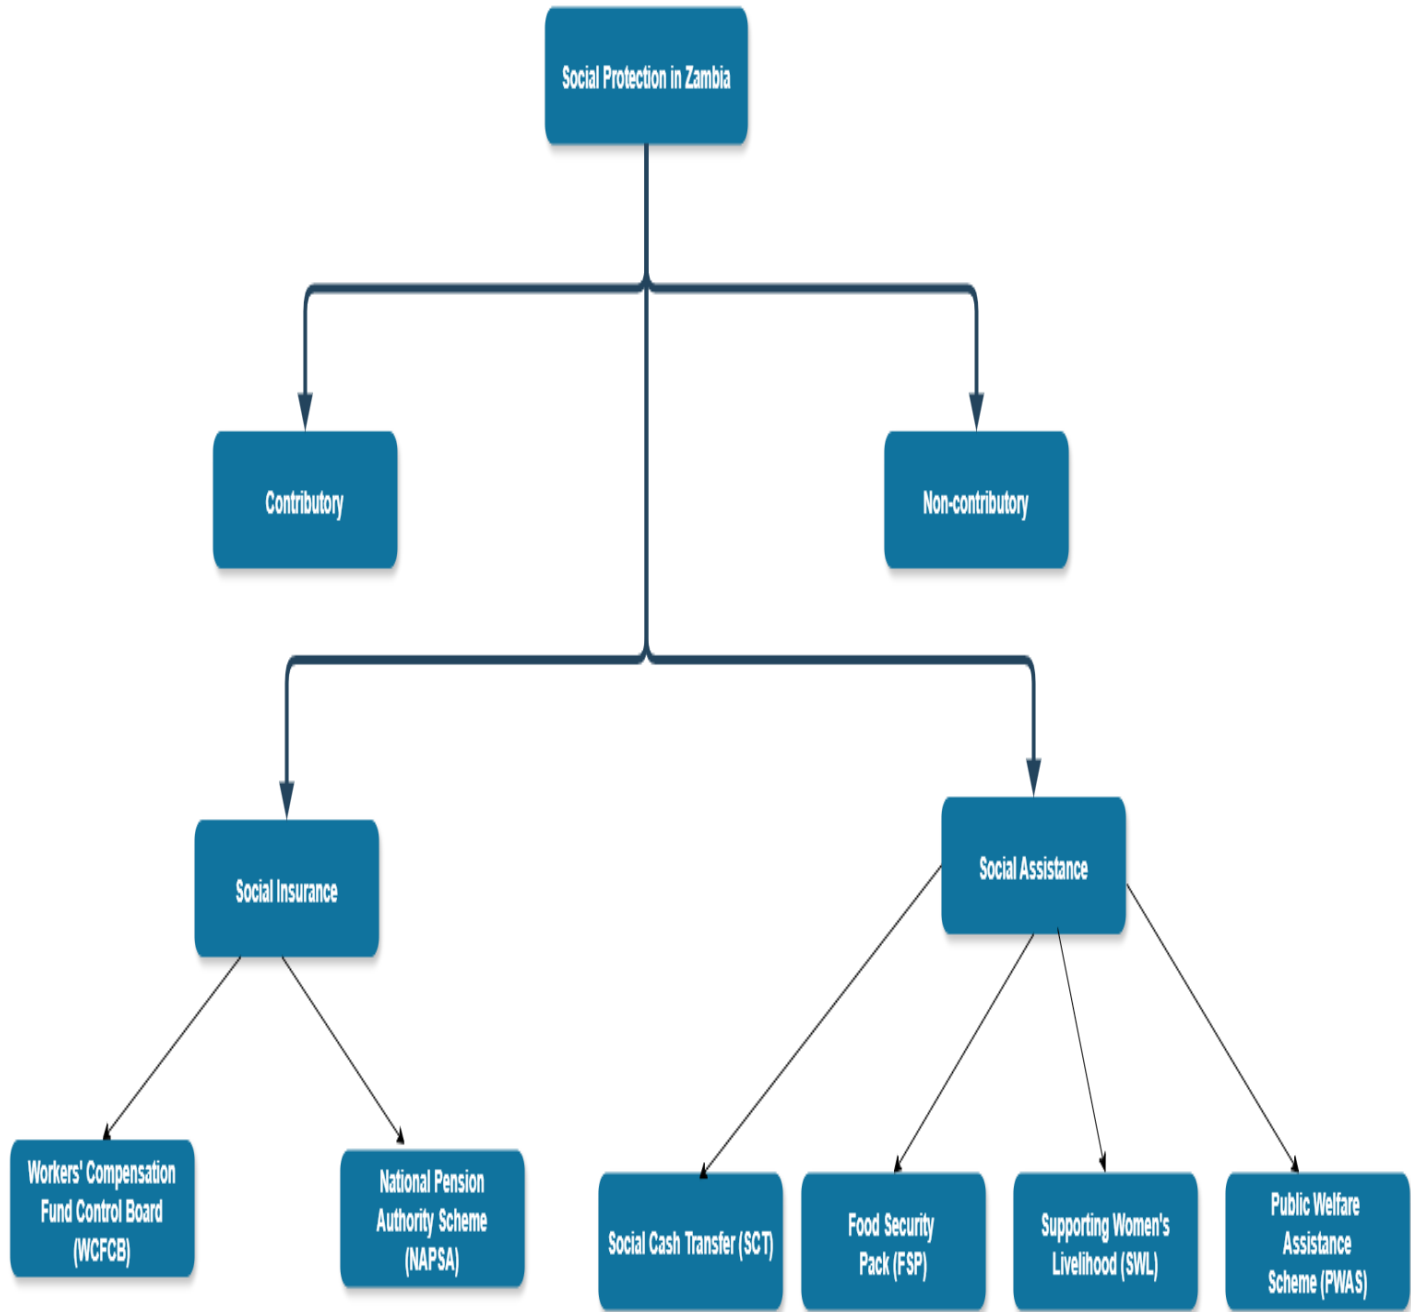 Social Protection in Zambia
Contributory
Non-contributory
Social Insurance
Social Assistance
Workers' Compensation
Fund Control Board
(WCFCB)
National Pension
Authority Scheme
(NAPSA)
Social Cash Transfer (SCT)
Food Security
Pack (FSP)
Supporting Women's
Livelihood (SWL)
Public Welfare
Assistance
Scheme (PWAS)